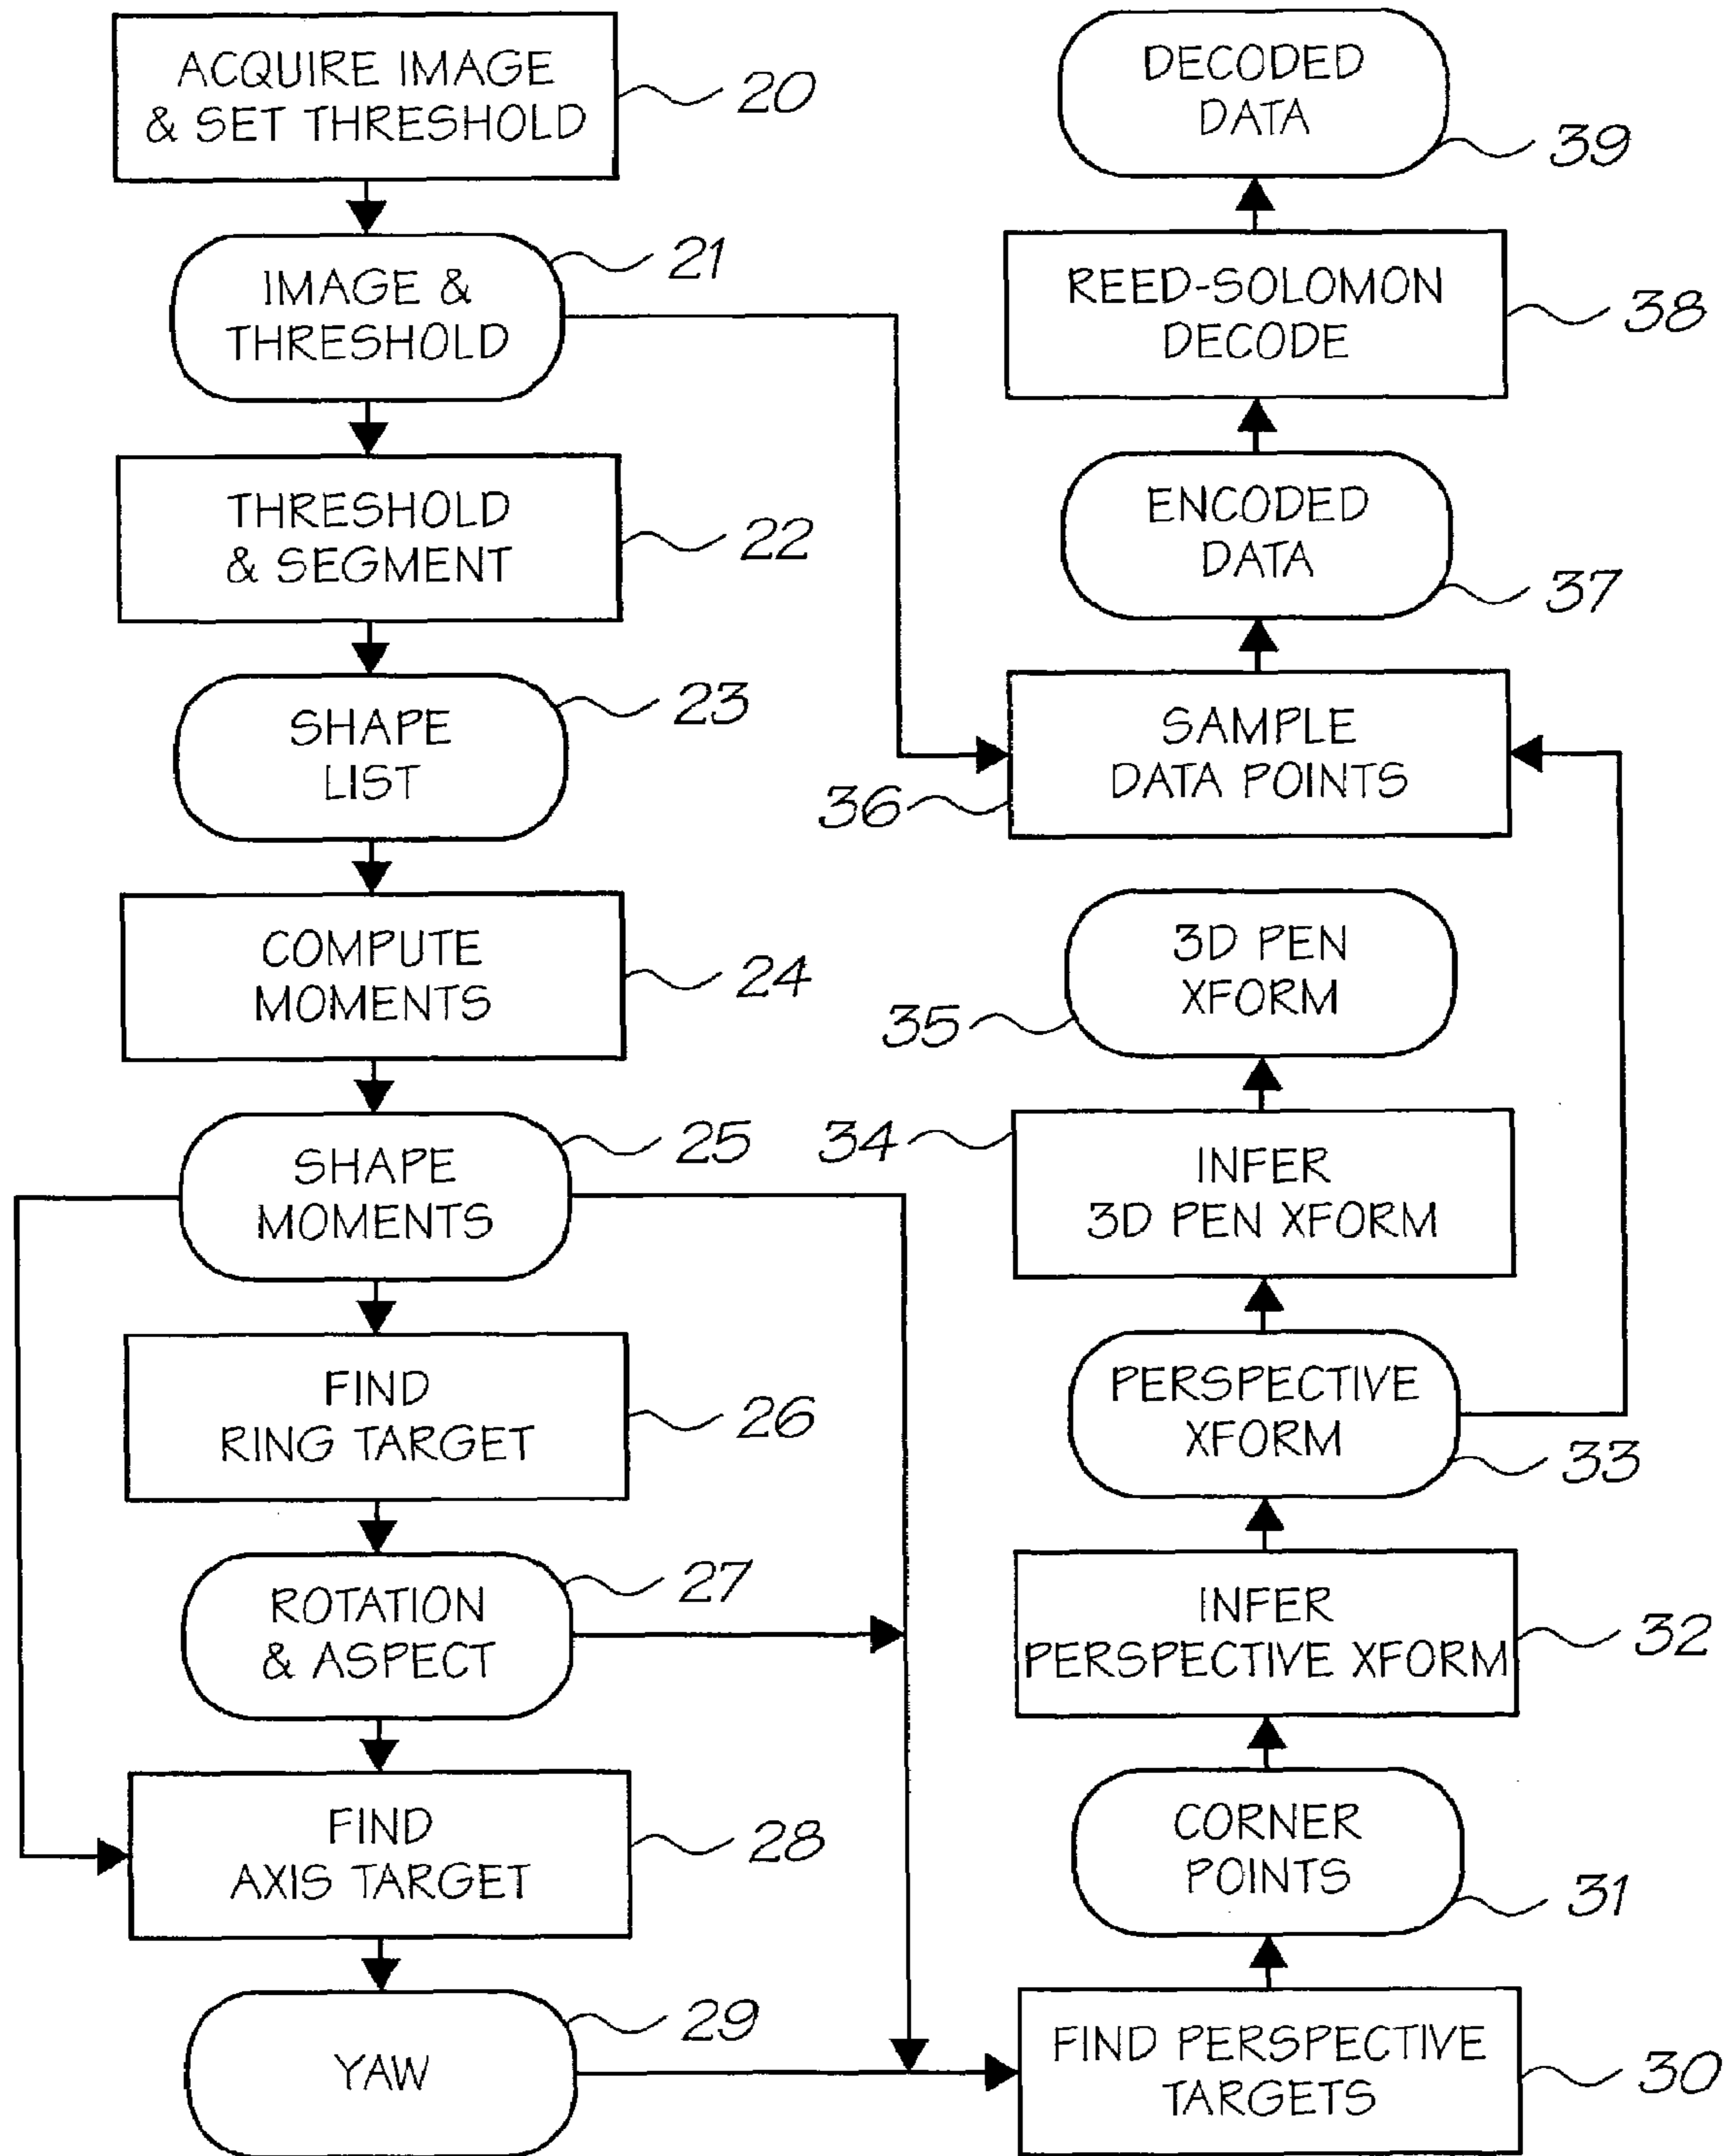 ACQUIRE IMAGE
& SET THRESHOLD
20
IMAGE &
THRESHOLD
21
THRESHOLD
& SEGMENT
22
SHAPE
LIST
23
COMPUTE
MOMENTS
24
SHAPE
MOMENTS
25
FIND
RING TARGET
26
ROTATION
& ASPECT
27
FIND
AXIS TARGET
28
YAW
29
FIND PERSPECTIVE
TARGETS
30
CORNER
POINTS
31
INFER
PERSPECTIVE XFORM
32
PERSPECTIVE
XFORM
33
INFER
3D PEN XFORM
34
3D PEN
XFORM
35
SAMPLE
DATA POINTS
36
ENCODED
DATA
37
REED-SOLOMON
DECODE
38
DECODED
DATA
39